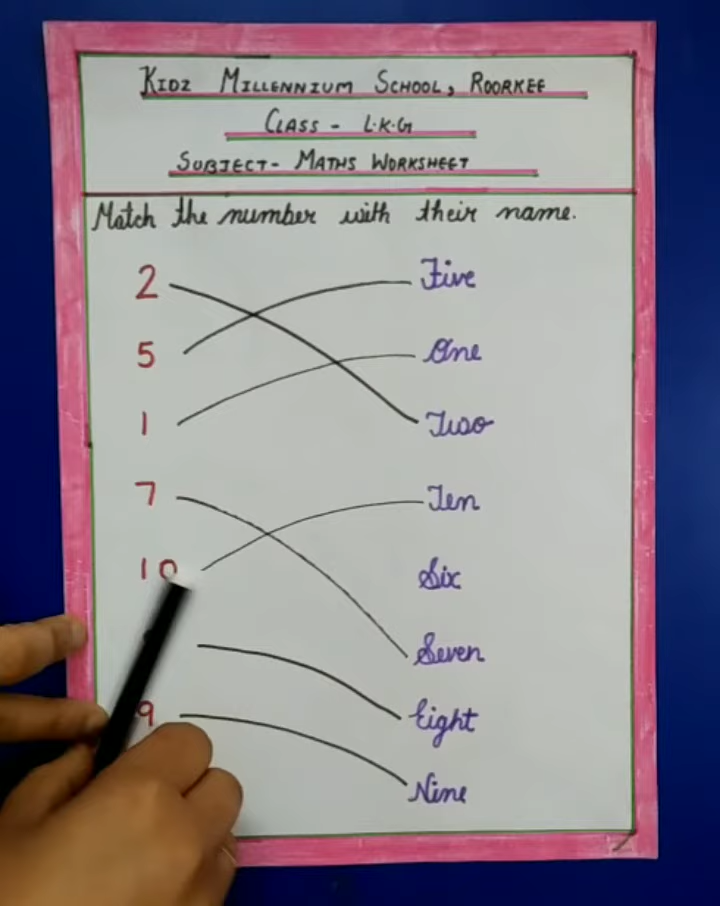 KIDZ MILLENNIUM SCHOOL, ROORKEE
CLASS - L.K.G
SUBJECT- MATHS WORKSHEET
Match the number with their name.
2 Five
5 One
1 Two
7 Ten
10 Six
Seven
9 Eight
Nine